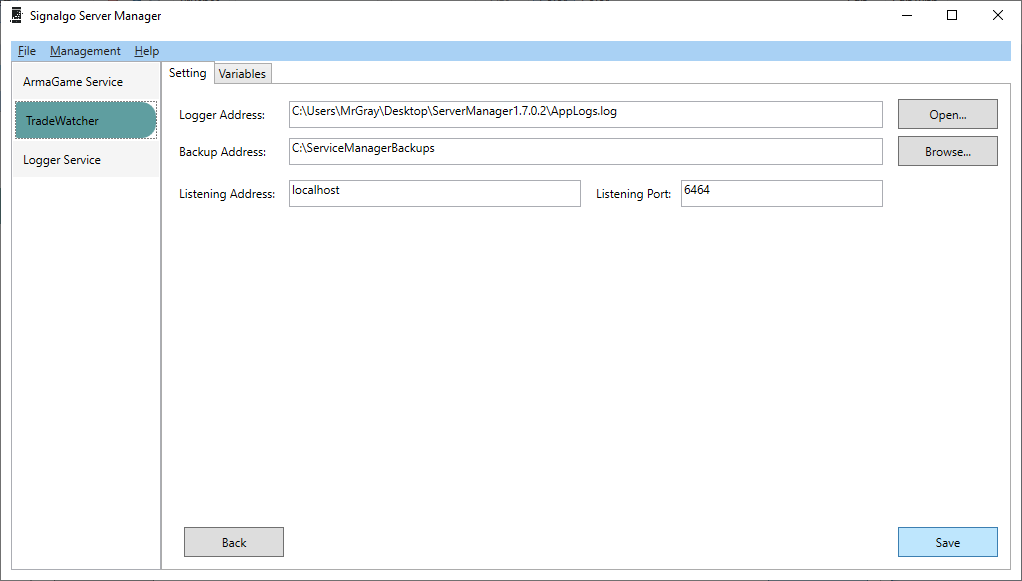 Signalgo Server Manager
File Management Help
ArmaGame Service
TradeWatcher
Logger Service
Setting Variables
Logger Address: C:\Users\MrGray\Desktop\ServerManager1.7.0.2\AppLogs.log Open...
Backup Address: C:\ServiceManagerBackups Browse...
Listening Address: localhost Listening Port: 6464
Back Save